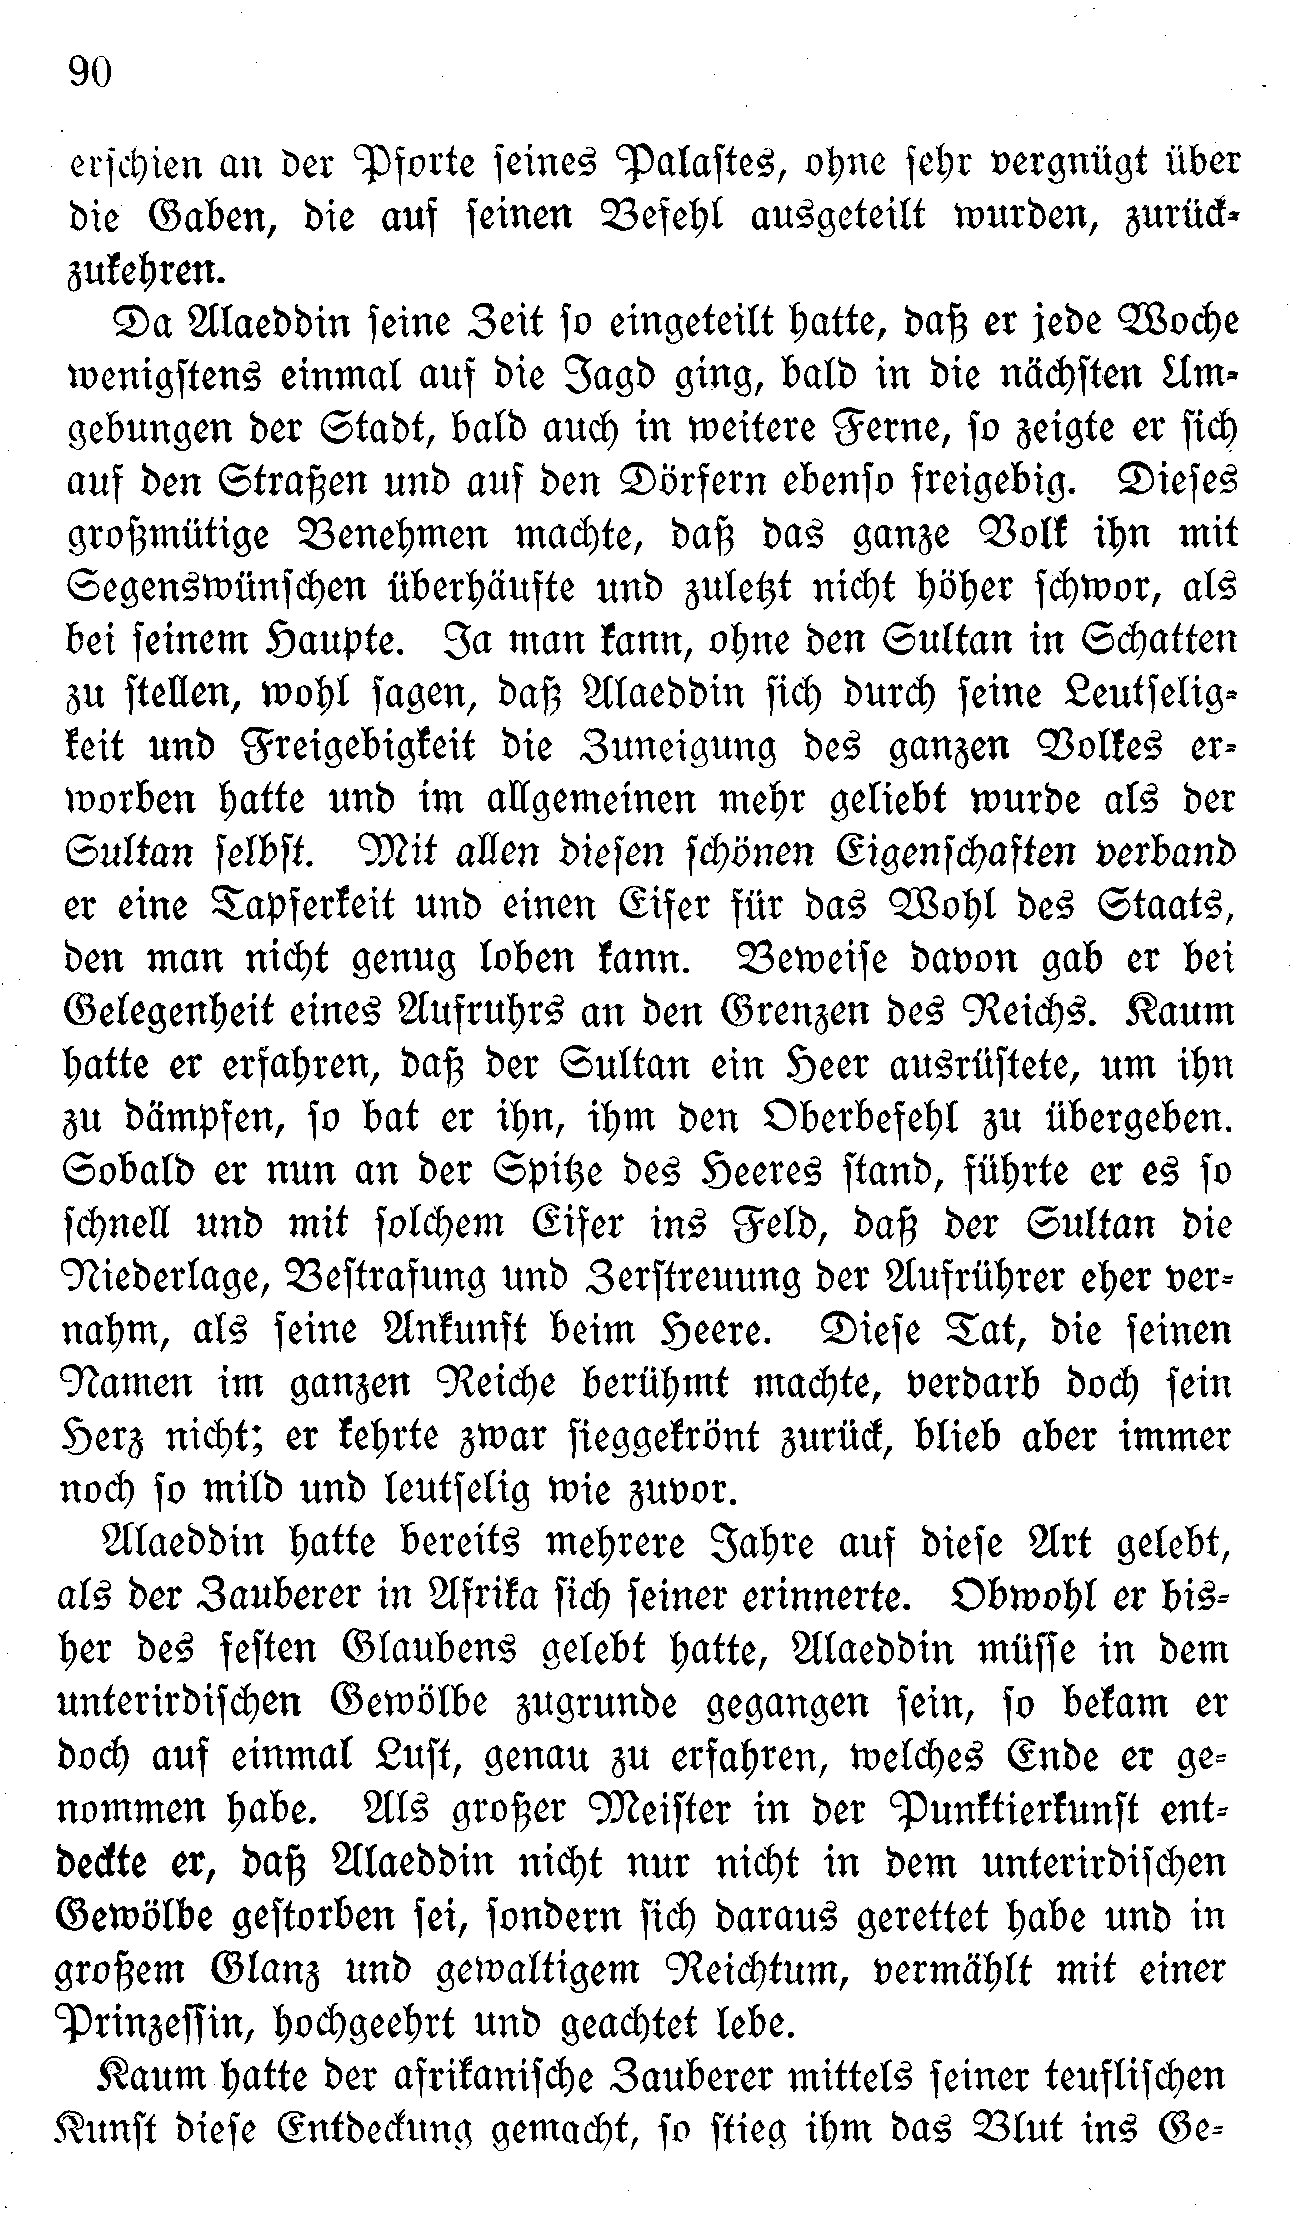 90
erschien an der Pforte seines Palastes, ohne sehr vergnügt über
die Gaben, die auf seinen Befehl ausgeteilt wurden, zurück-
zukehren.
Da Alaeddin seine Zeit so eingeteilt hatte, daß er jede Woche
wenigstens einmal auf die Jagd ging, bald in die nächsten Um-
gebungen der Stadt, bald auch in weitere Ferne, so zeigte er sich
auf den Straßen und auf den Dörfern ebenso freigebig. Dieses
großmütige Benehmen machte, daß das ganze Volk ihn mit
Segenswünschen überhäufte und zuletzt nicht höher schwor, als
bei seinem Haupte. Ja man kann, ohne den Sultan in Schatten
zu stellen, wohl sagen, daß Alaeddin sich durch seine Leutselig-
keit und Freigebigkeit die Zuneigung des ganzen Volkes er-
worben hatte und im allgemeinen mehr geliebt wurde als der
Sultan selbst. Mit allen diesen schönen Eigenschaften verband
er eine Tapferkeit und einen Eifer für das Wohl des Staats,
den man nicht genug loben kann. Beweise davon gab er bei
Gelegenheit eines Aufruhrs an den Grenzen des Reichs. Kaum
hatte er erfahren, daß der Sultan ein Heer ausrüstete, um ihn
zu dämpfen, so bat er ihn, ihm den Oberbefehl zu übergeben.
Sobald er nun an der Spitze des Heeres stand, führte er es so
schnell und mit solchem Eifer ins Feld, daß der Sultan die
Niederlage, Bestrafung und Zerstreuung der Aufrührer eher ver-
nahm, als seine Ankunft beim Heere. Diese Tat, die seinen
Namen im ganzen Reiche berühmt machte, verdarb doch sein
Herz nicht; er kehrte zwar sieggekrönt zurück, blieb aber immer
noch so mild und leutselig wie zuvor.
Alaeddin hatte bereits mehrere Jahre auf diese Art gelebt,
als der Zauberer in Afrika sich seiner erinnerte. Obwohl er bis-
her des festen Glaubens gelebt hatte, Alaeddin müsse in dem
unterirdischen Gewölbe zugrunde gegangen sein, so bekam er
doch auf einmal Lust, genau zu erfahren, welches Ende er ge-
nommen habe. Als großer Meister in der Punktierkunst ent-
deckte er, daß Alaeddin nicht nur nicht in dem unterirdischen
Gewölbe gestorben sei, sondern sich daraus gerettet habe und in
großem Glanz und gewaltigem Reichtum, vermählt mit einer
Prinzessin, hochgeehrt und geachtet lebe.
Kaum hatte der afrikanische Zauberer mittels seiner teuflischen
Kunst diese Entdeckung gemacht, so stieg ihm das Blut ins Ge-